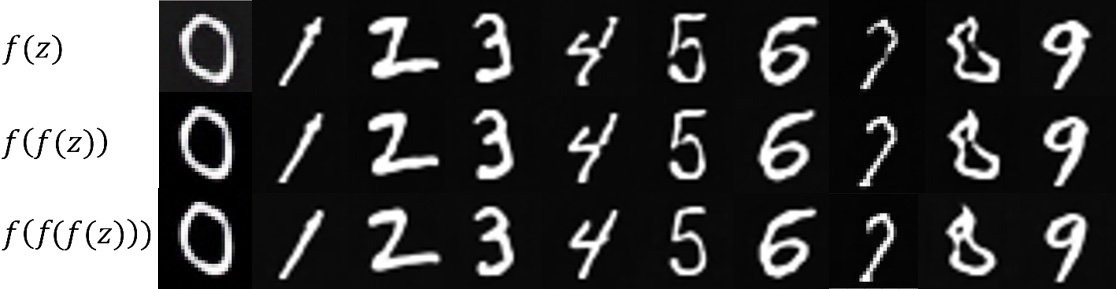 f(z) 0 1 2 3 4 5 6 7 8 9
f(f(z)) 0 1 2 3 4 5 6 7 8 9
f(f(f(z))) 0 1 2 3 4 5 6 7 8 9